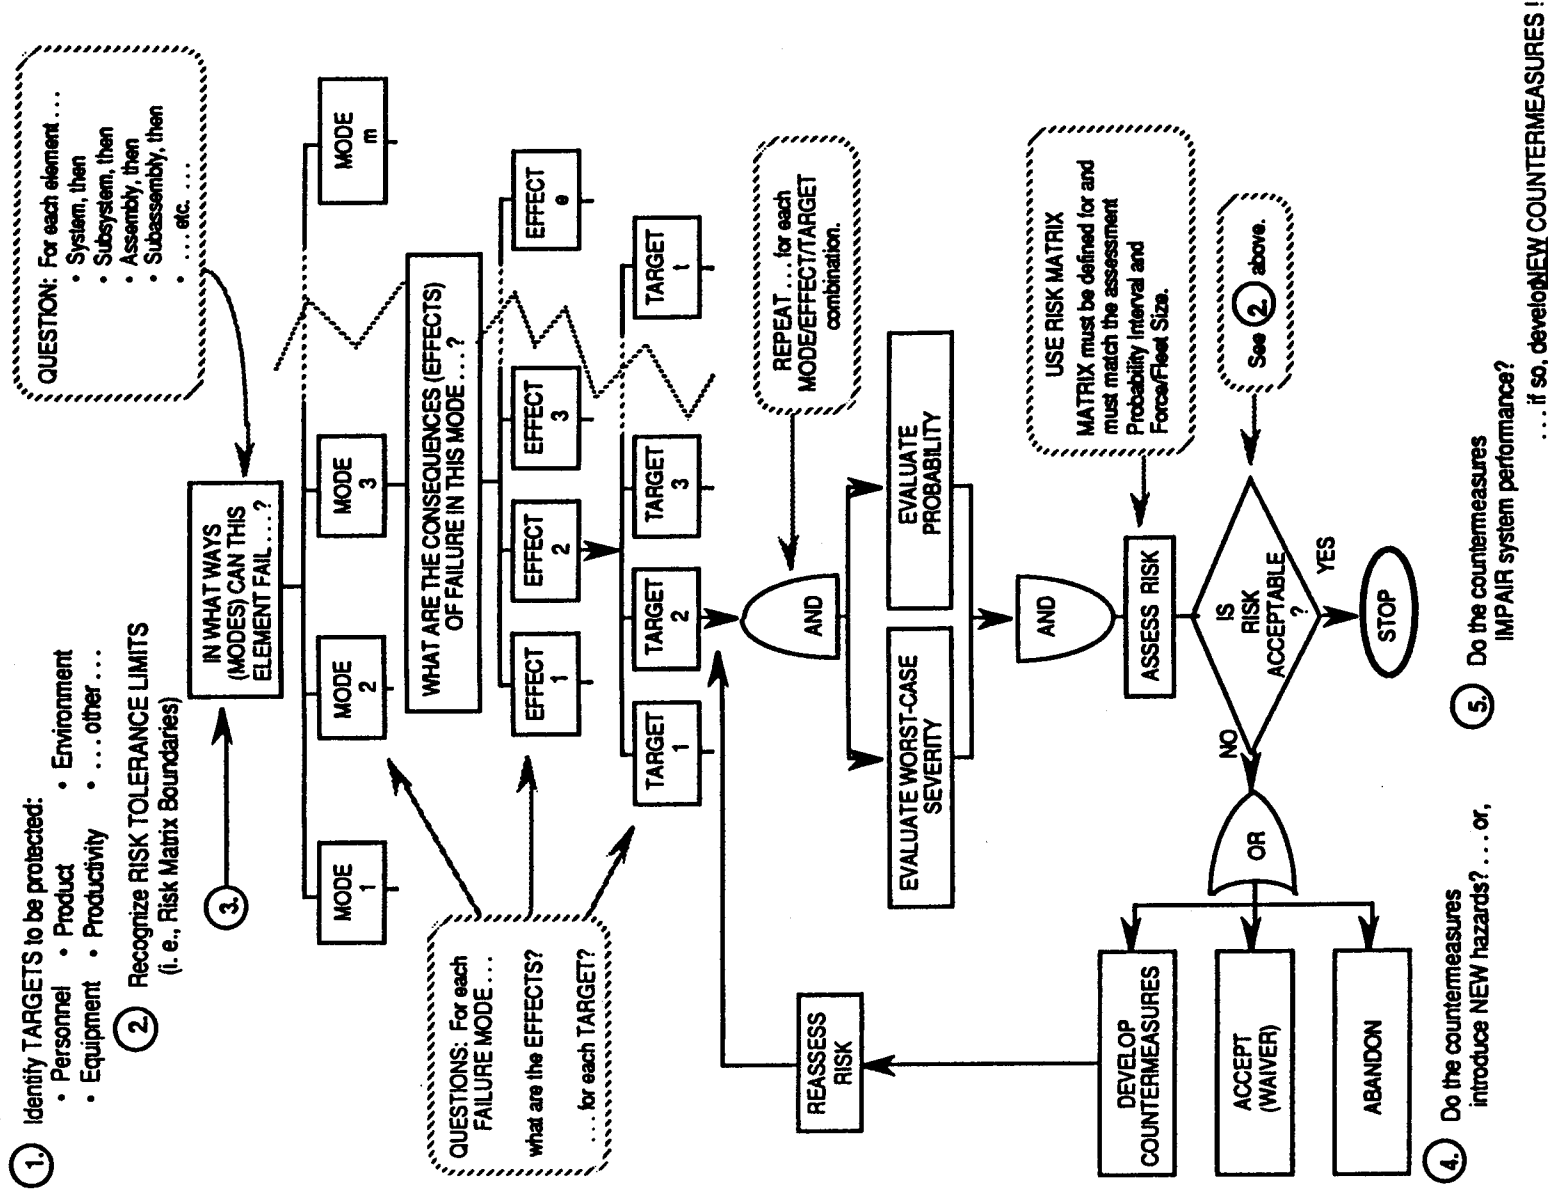 1. Identify TARGETS to be protected:
• Personnel • Product • Environment
• Equipment • Productivity • ...other...
2. Recognize RISK TOLERANCE LIMITS
(i. e., Risk Matrix Boundaries)
3.
IN WHAT WAYS
(MODES) CAN THIS
ELEMENT FAIL...?
QUESTION: For each element...
• System, then
• Subsystem, then
• Assembly, then
• Subassembly, then
• ...etc. ...
MODE
1
MODE
2
MODE
3
MODE
m
WHAT ARE THE CONSEQUENCES (EFFECTS)
OF FAILURE IN THIS MODE...?
QUESTIONS: For each
FAILURE MODE...
what are the EFFECTS?
...for each TARGET?
EFFECT
1
EFFECT
2
EFFECT
3
EFFECT
e
TARGET
1
TARGET
2
TARGET
3
TARGET
t
REPEAT...for each
MODE/EFFECT/TARGET
combination.
AND
REASSESS
RISK
EVALUATE WORST-CASE
SEVERITY
EVALUATE
PROBABILITY
AND
USE RISK MATRIX
MATRIX must be defined for and
must match the assessment
Probability Interval and
Force/Fleet Size.
ASSESS RISK
IS
RISK
ACCEPTABLE
?
See 2. above.
NO
YES
OR
STOP
DEVELOP
COUNTERMEASURES
ACCEPT
(WAIVER)
ABANDON
4. Do the countermeasures
introduce NEW hazards?...or,
5. Do the countermeasures
IMPAIR system performance?
...if so, develop NEW COUNTERMEASURES !